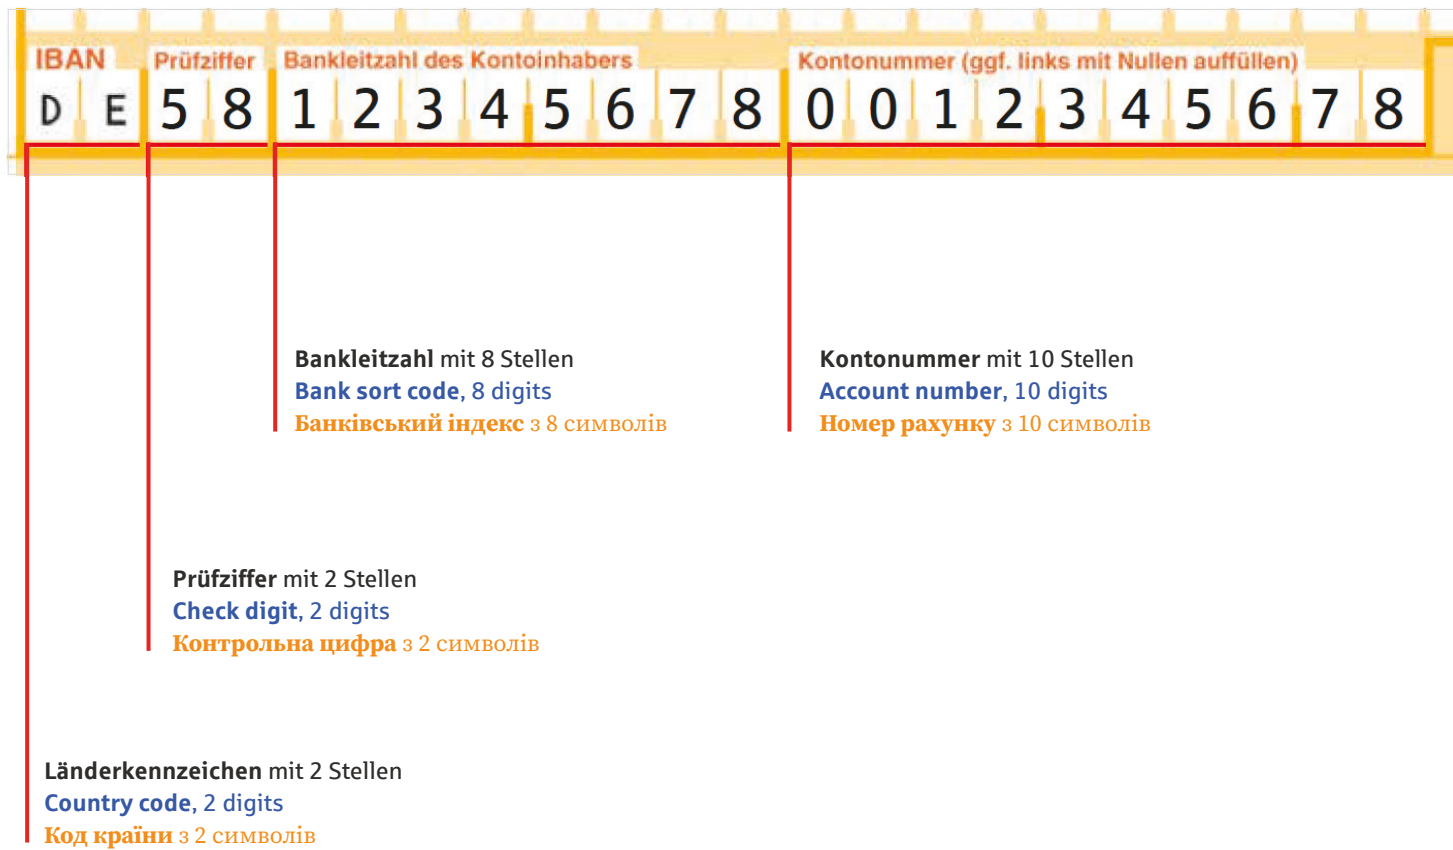 IBAN Prüfziffer Bankleitzahl des Kontoinhabers Kontonummer (ggf. links mit Nullen auffüllen)
D E 5 8 1 2 3 4 5 6 7 8 0 0 1 2 3 4 5 6 7 8
Bankleitzahl mit 8 Stellen
Bank sort code, 8 digits
Банківський індекс з 8 символів
Kontonummer mit 10 Stellen
Account number, 10 digits
Номер рахунку з 10 символів
Prüfziffer mit 2 Stellen
Check digit, 2 digits
Контрольна цифра з 2 символів
Länderkennzeichen mit 2 Stellen
Country code, 2 digits
Код країни з 2 символів